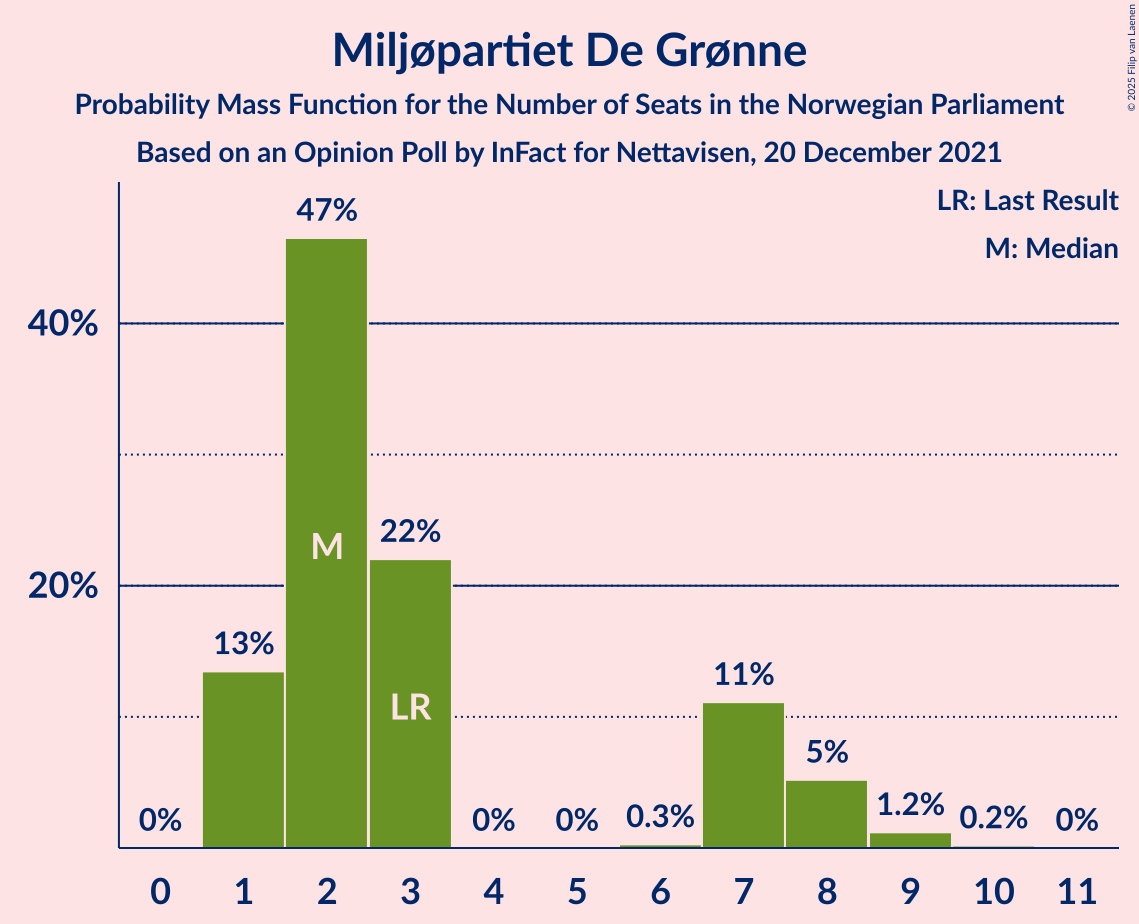 Miljøpartiet De Grønne
Probability Mass Function for the Number of Seats in the Norwegian Parliament
Based on an Opinion Poll by InFact for Nettavisen, 20 December 2021
© 2025 Filip van Laenen
LR: Last Result
M: Median
40%
20%
0%
13%
47%
M
22%
LR
0%
0%
0.3%
11%
5%
1.2%
0.2%
0%
0 1 2 3 4 5 6 7 8 9 10 11